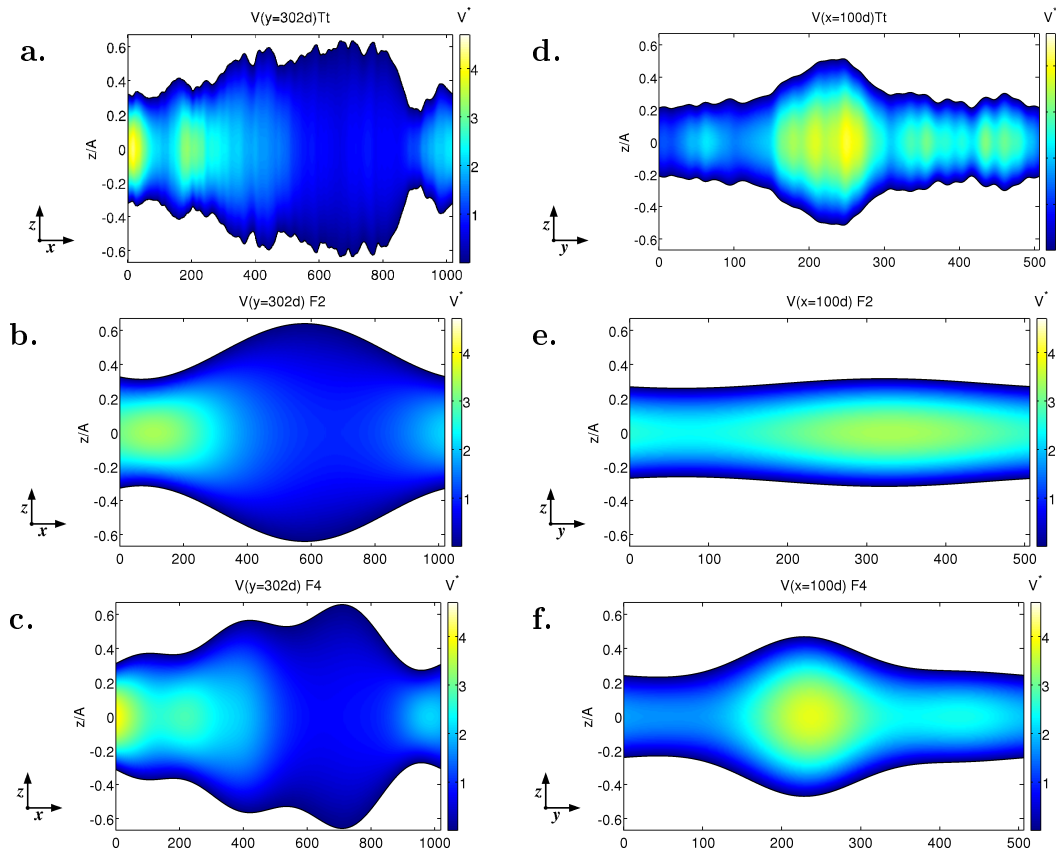 a.
V(y=302d)Tt
V*
z/A
0.6
0.4
0.2
0
-0.2
-0.4
-0.6
0 200 400 600 800 1000
4
3
2
1
z
x
d.
V(x=100d)Tt
V*
z/A
0.6
0.4
0.2
0
-0.2
-0.4
-0.6
0 100 200 300 400 500
4
3
2
1
z
y
b.
V(y=302d) F2
V*
z/A
0.6
0.4
0.2
0
-0.2
-0.4
-0.6
0 200 400 600 800 1000
4
3
2
1
z
x
e.
V(x=100d) F2
V*
z/A
0.6
0.4
0.2
0
-0.2
-0.4
-0.6
0 100 200 300 400 500
4
3
2
1
z
y
c.
V(y=302d) F4
V*
z/A
0.6
0.4
0.2
0
-0.2
-0.4
-0.6
0 200 400 600 800 1000
4
3
2
1
z
x
f.
V(x=100d) F4
V*
z/A
0.6
0.4
0.2
0
-0.2
-0.4
-0.6
0 100 200 300 400 500
4
3
2
1
z
y